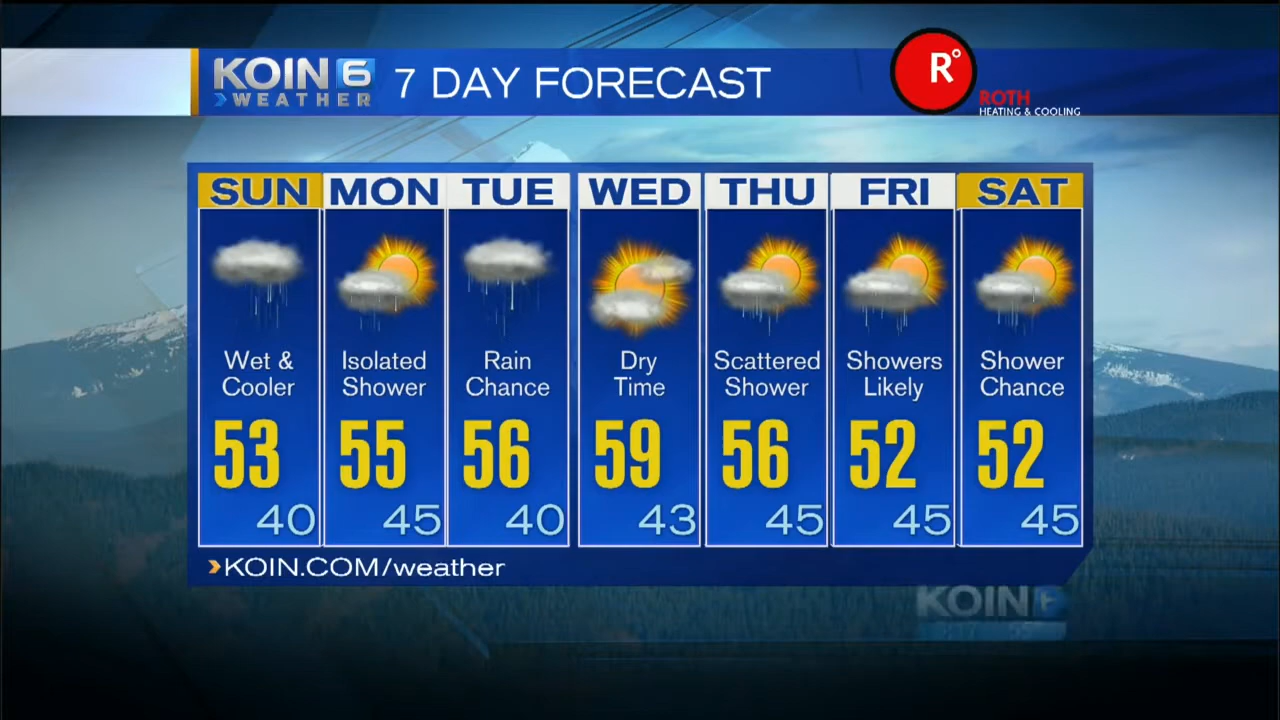 KOIN 6
WEATHER
7 DAY FORECAST
R°
ROTH
HEATING & COOLING
SUN MON TUE WED THU FRI SAT
Wet & Cooler
Isolated Shower
Rain Chance
Dry Time
Scattered Shower
Showers Likely
Shower Chance
53 55 56 59 56 52 52
40 45 40 43 45 45 45
KOIN.COM/weather
KOIN 6